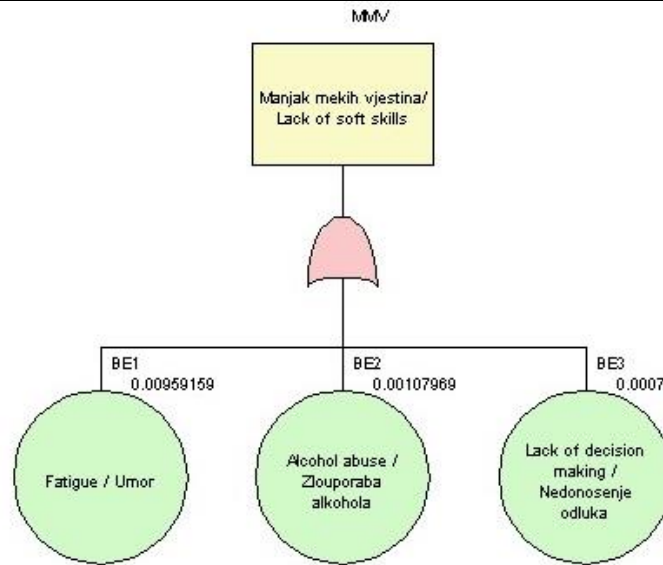 MMV
Manjak mekih vjestina/
Lack of soft skills
BE1
0.00959159
BE2
0.00107969
BE3
0.0007
Fatigue / Umor
Alcohol abuse /
Zlouporaba
alkohola
Lack of decision
making /
Nedonosenje
odluka